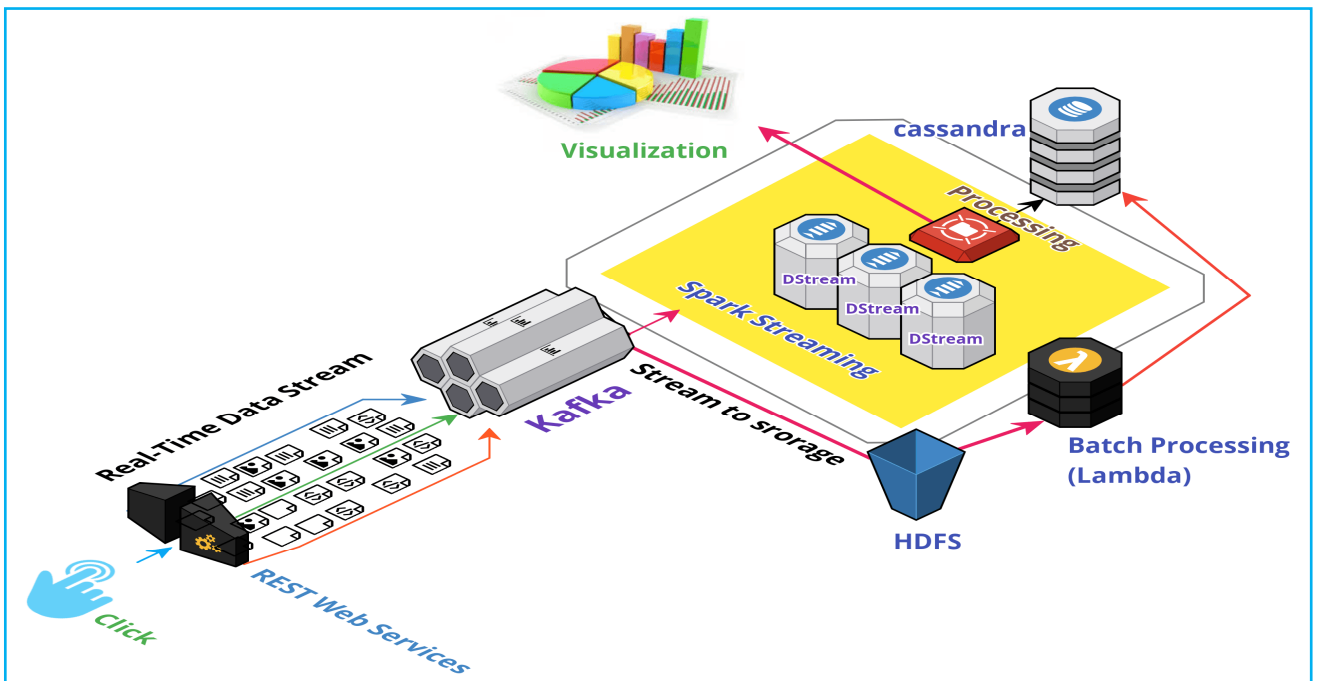 Visualization
cassandra
Processing
DStream
DStream
DStream
Spark Streaming
Real-Time Data Stream
Kafka
Stream to srorage
Batch Processing
(Lambda)
HDFS
Click
REST Web Services